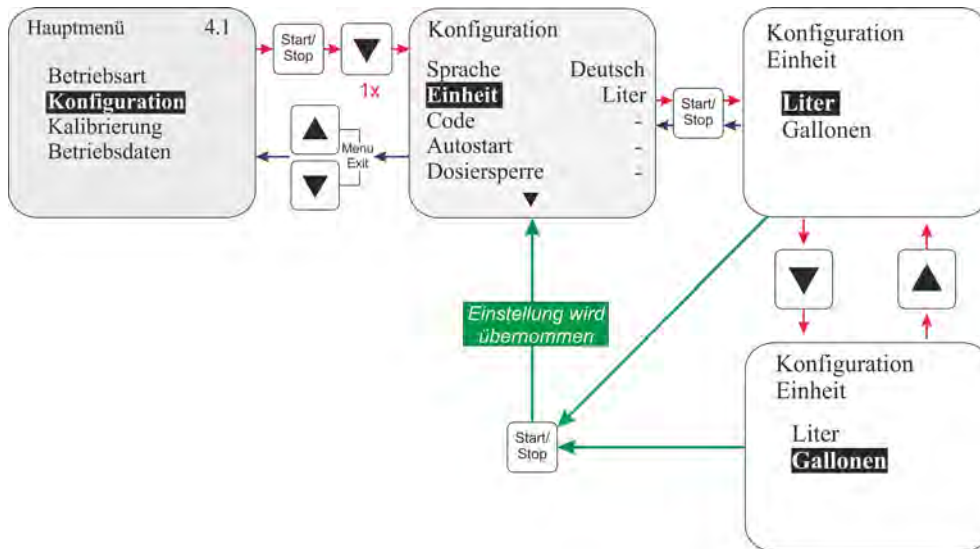 Hauptmenü 4.1
Betriebsart
Konfiguration
Kalibrierung
Betriebsdaten
Start/
Stop
1x
Menu
Exit
Konfiguration
Sprache Deutsch
Einheit Liter
Code -
Autostart -
Dosiersperre -
Start/
Stop
Konfiguration
Einheit
Liter
Gallonen
Einstellung wird
übernommen
Start/
Stop
Konfiguration
Einheit
Liter
Gallonen